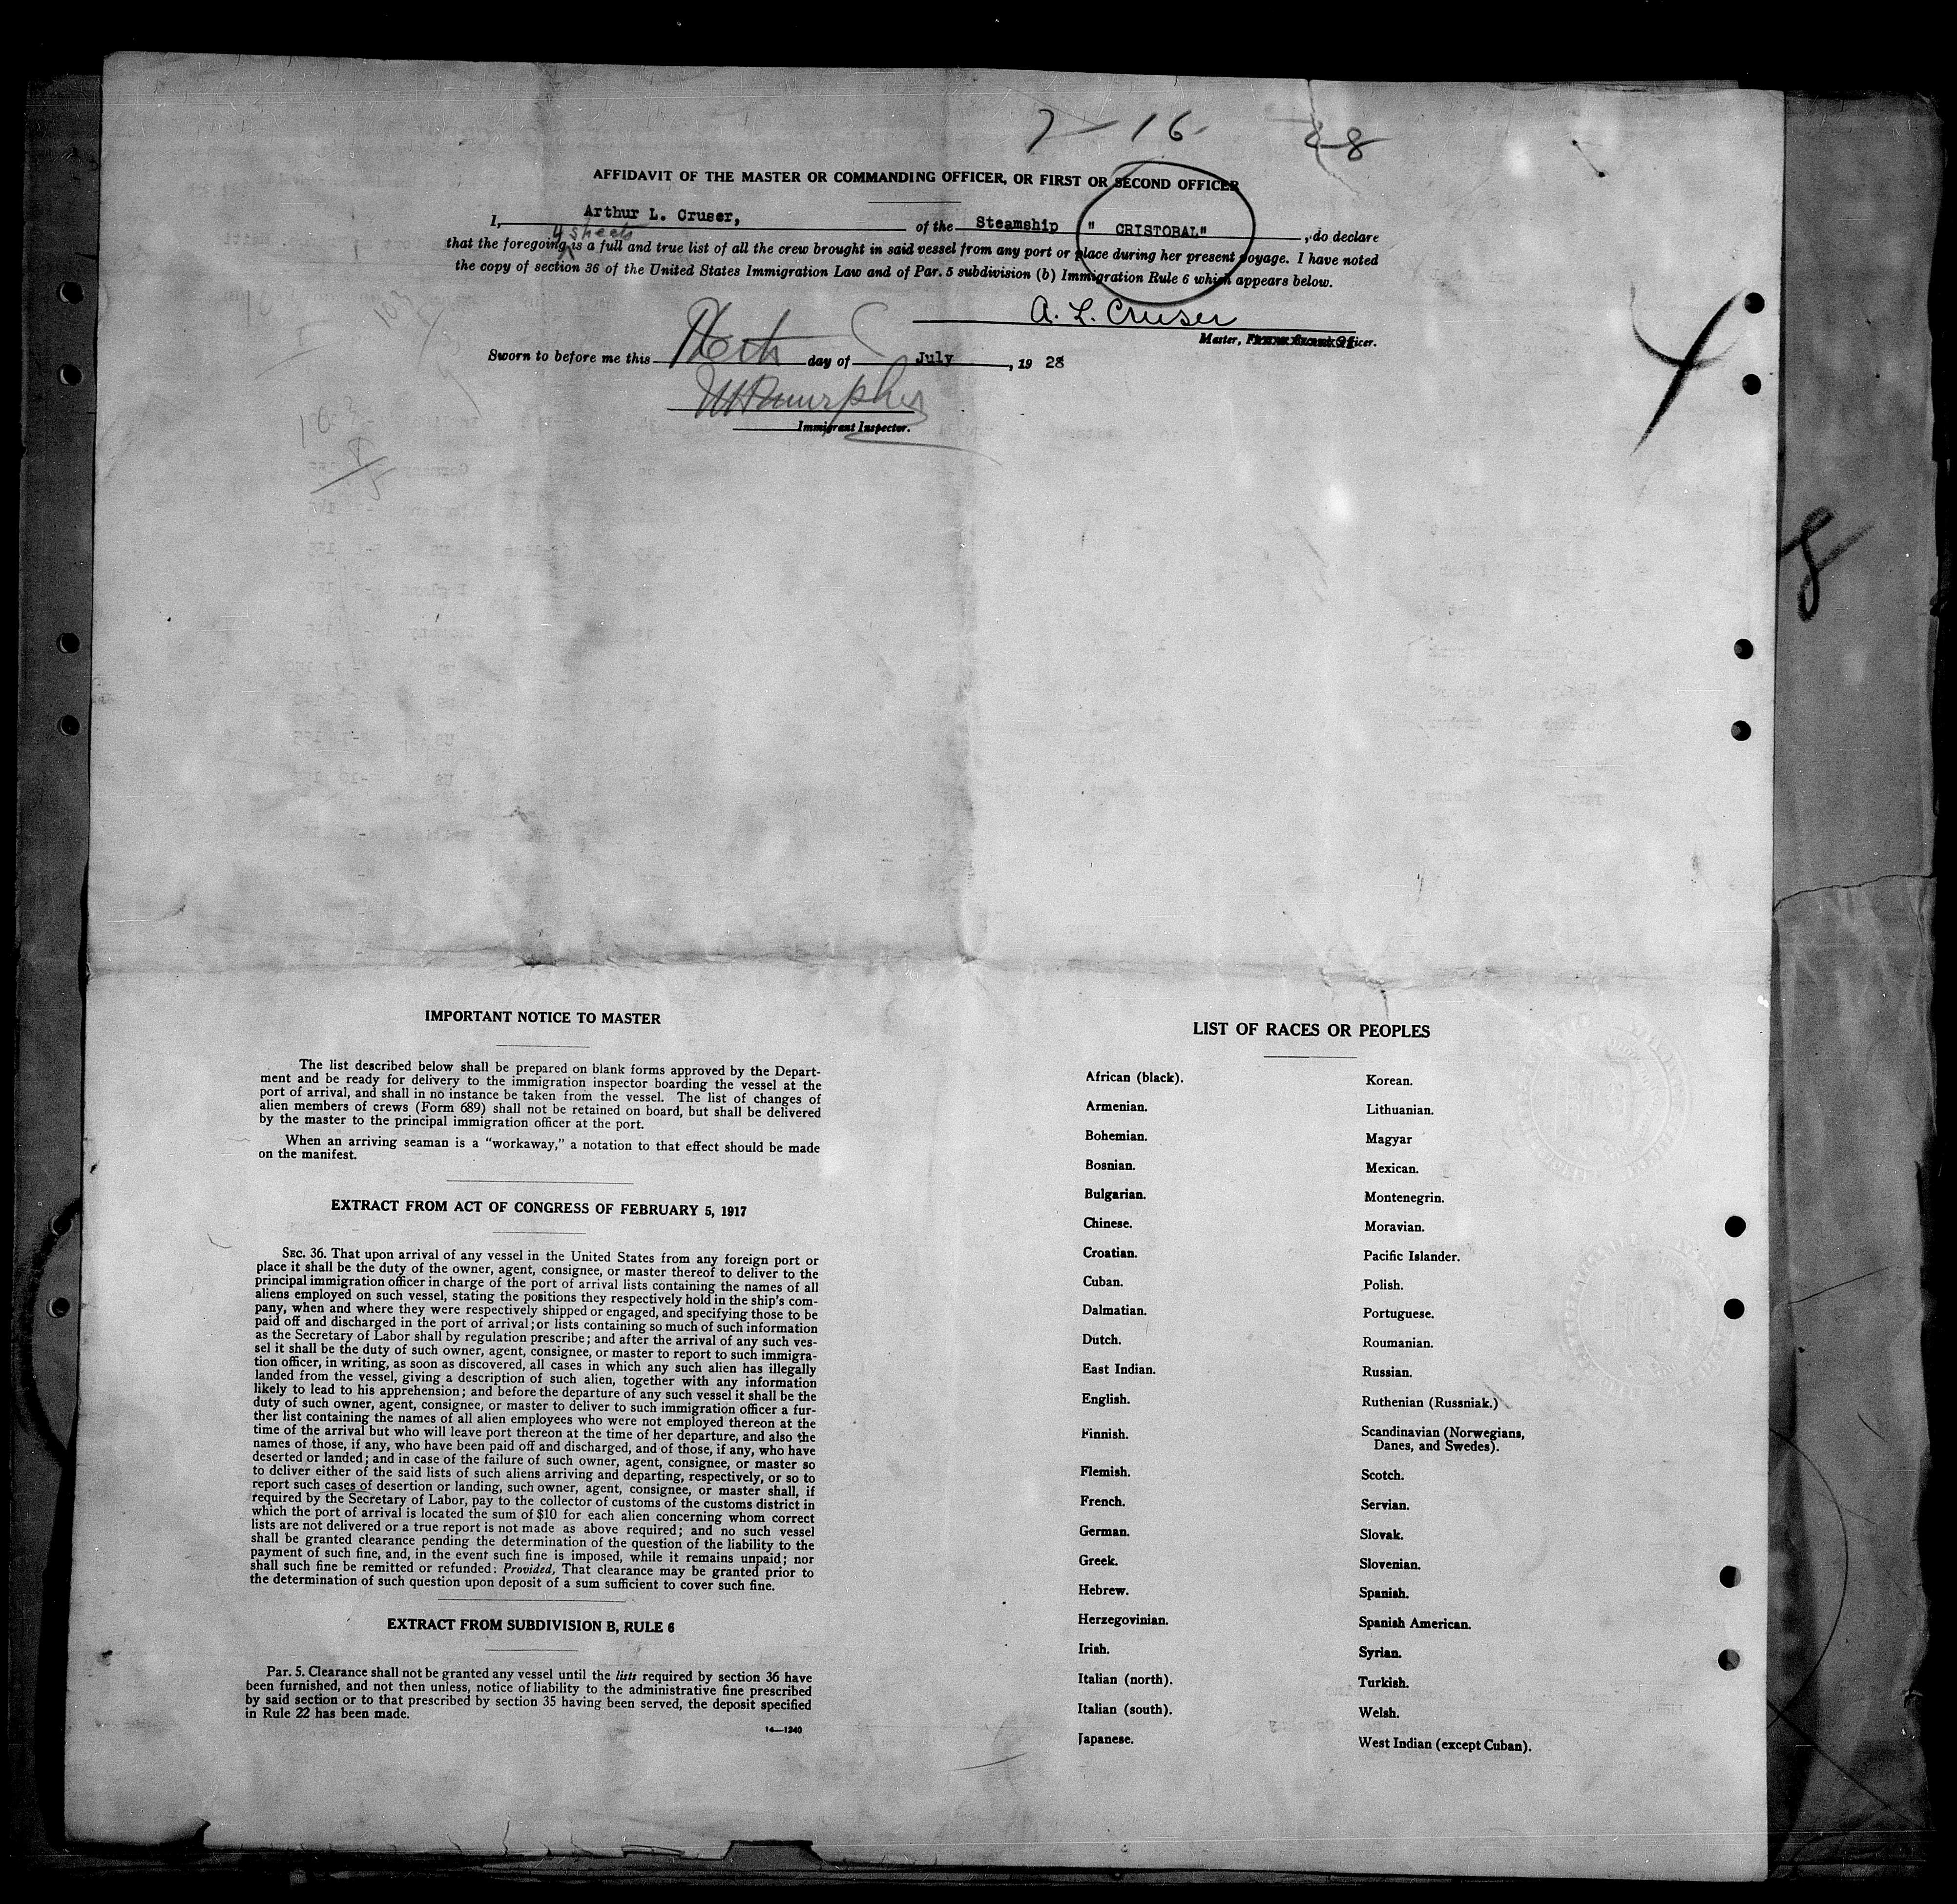 7 - 16 - 28
AFFIDAVIT OF THE MASTER OR COMMANDING OFFICER, OR FIRST OR SECOND OFFICER
I, Arthur L. Cruser, of the Steamship " CRISTOBAL" , do declare
4 sheets
that the foregoing is a full and true list of all the crew brought in said vessel from any port or place during her present voyage. I have noted
the copy of section 36 of the United States Immigration Law and of Par. 5 subdivision (b) Immigration Rule 6 which appears below.
A. L. Cruser
Master, Officer.
Sworn to before me this day of July , 19 28
Immigrant Inspector.
4
8
IMPORTANT NOTICE TO MASTER
The list described below shall be prepared on blank forms approved by the Depart-
ment and be ready for delivery to the immigration inspector boarding the vessel at the
port of arrival, and shall in no instance be taken from the vessel. The list of changes of
alien members of crews (Form 689) shall not be retained on board, but shall be delivered
by the master to the principal immigration officer at the port.
When an arriving seaman is a "workaway," a notation to that effect should be made
on the manifest.
EXTRACT FROM ACT OF CONGRESS OF FEBRUARY 5, 1917
SEC. 36. That upon arrival of any vessel in the United States from any foreign port or
place it shall be the duty of the owner, agent, consignee, or master thereof to deliver to the
principal immigration officer in charge of the port of arrival lists containing the names of all
aliens employed on such vessel, stating the positions they respectively hold in the ship's com-
pany, when and where they were respectively shipped or engaged, and specifying those to be
paid off and discharged in the port of arrival; or lists containing so much of such information
as the Secretary of Labor shall by regulation prescribe; and after the arrival of any such ves-
sel it shall be the duty of such owner, agent, consignee, or master to report to such immigra-
tion officer, in writing, as soon as discovered, all cases in which any such alien has illegally
landed from the vessel, giving a description of such alien, together with any information
likely to lead to his apprehension; and before the departure of any such vessel it shall be the
duty of such owner, agent, consignee, or master to deliver to such immigration officer a fur-
ther list containing the names of all alien employees who were not employed thereon at the
time of the arrival but who will leave port thereon at the time of her departure, and also the
names of those, if any, who have been paid off and discharged, and of those, if any, who have
deserted or landed; and in case of the failure of such owner, agent, consignee, or master so
to deliver either of the said lists of such aliens arriving and departing, respectively, or so to
report such cases of desertion or landing, such owner, agent, consignee, or master shall, if
required by the Secretary of Labor, pay to the collector of customs of the customs district in
which the port of arrival is located the sum of $10 for each alien concerning whom correct
lists are not delivered or a true report is not made as above required; and no such vessel
shall be granted clearance pending the determination of the question of the liability to the
payment of such fine, and, in the event such fine is imposed, while it remains unpaid; nor
shall such fine be remitted or refunded: Provided, That clearance may be granted prior to
the determination of such question upon deposit of a sum sufficient to cover such fine.
EXTRACT FROM SUBDIVISION B, RULE 6
Par. 5. Clearance shall not be granted any vessel until the lists required by section 36 have
been furnished, and not then unless, notice of liability to the administrative fine prescribed
by said section or to that prescribed by section 35 having been served, the deposit specified
in Rule 22 has been made.
14—1240
LIST OF RACES OR PEOPLES
African (black).
Armenian.
Bohemian.
Bosnian.
Bulgarian.
Chinese.
Croatian.
Cuban.
Dalmatian.
Dutch.
East Indian.
English.
Finnish.
Flemish.
French.
German.
Greek.
Hebrew.
Herzegovinian.
Irish.
Italian (north).
Italian (south).
Japanese.
Korean.
Lithuanian.
Magyar
Mexican.
Montenegrin.
Moravian.
Pacific Islander.
Polish.
Portuguese.
Roumanian.
Russian.
Ruthenian (Russniak.)
Scandinavian (Norwegians,
Danes, and Swedes).
Scotch.
Servian.
Slovak.
Slovenian.
Spanish.
Spanish American.
Syrian.
Turkish.
Welsh.
West Indian (except Cuban).